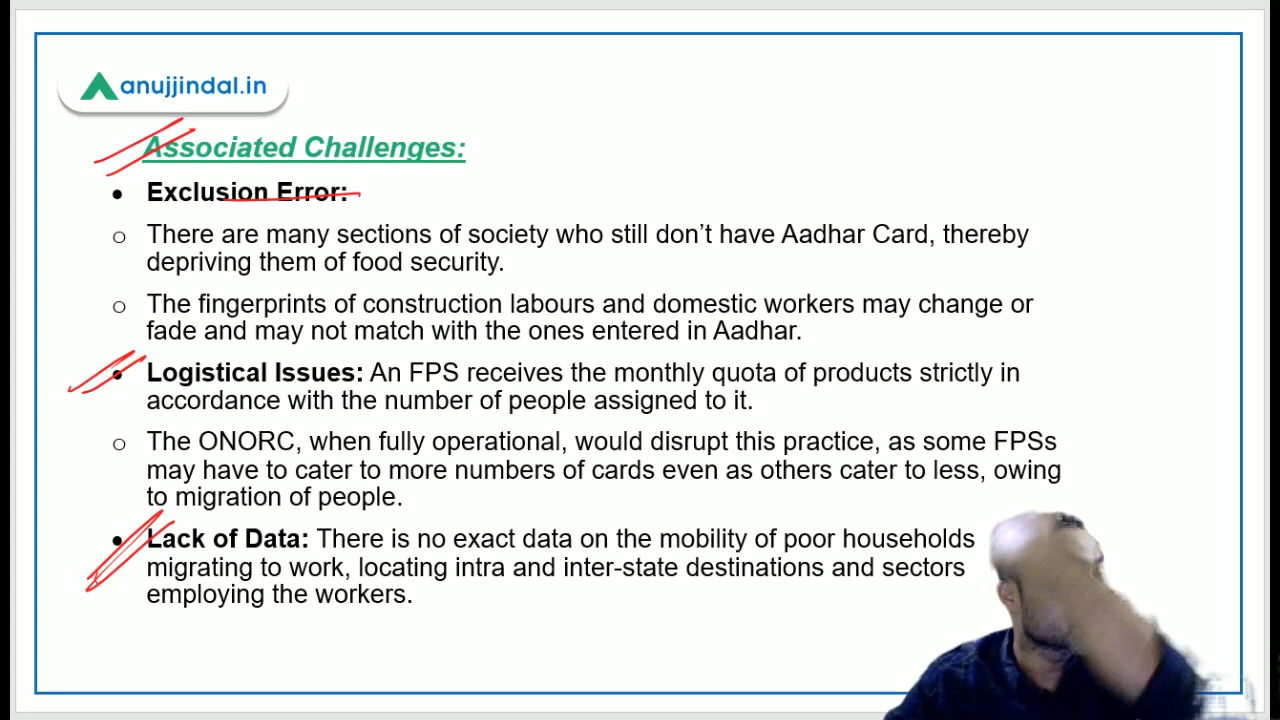 anujjindal.in
Associated Challenges:
• Exclusion Error:
o There are many sections of society who still don’t have Aadhar Card, thereby
depriving them of food security.
o The fingerprints of construction labours and domestic workers may change or
fade and may not match with the ones entered in Aadhar.
• Logistical Issues: An FPS receives the monthly quota of products strictly in
accordance with the number of people assigned to it.
o The ONORC, when fully operational, would disrupt this practice, as some FPSs
may have to cater to more numbers of cards even as others cater to less, owing
to migration of people.
• Lack of Data: There is no exact data on the mobility of poor households
migrating to work, locating intra and inter-state destinations and sectors
employing the workers.